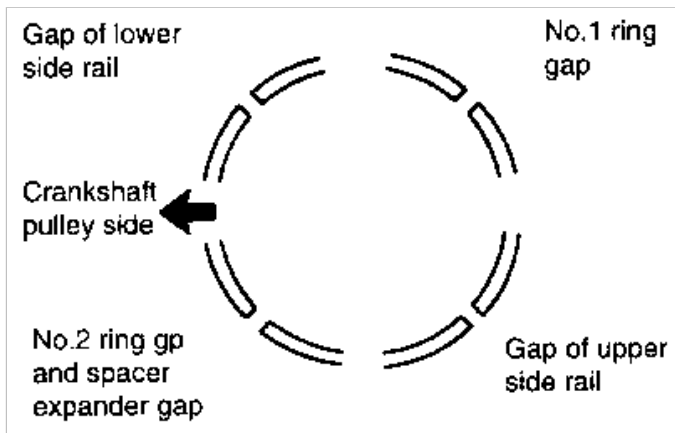 Gap of lower
side rail
No.1 ring
gap
Crankshaft
pulley side
No.2 ring gp
and spacer
expander gap
Gap of upper
side rail